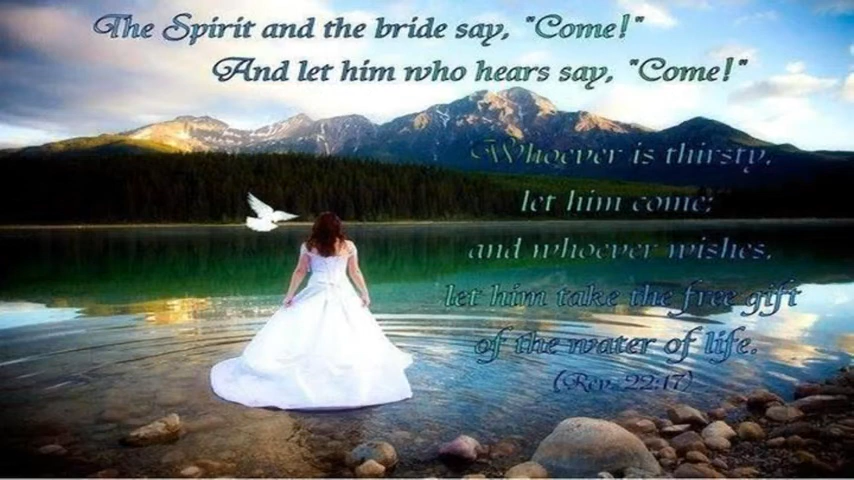 The Spirit and the bride say, "Come!"
And let him who hears say, "Come!"
Whoever is thirsty,
let him come;
and whoever wishes,
let him take the free gift
of the water of life.
(Rev. 22:17)